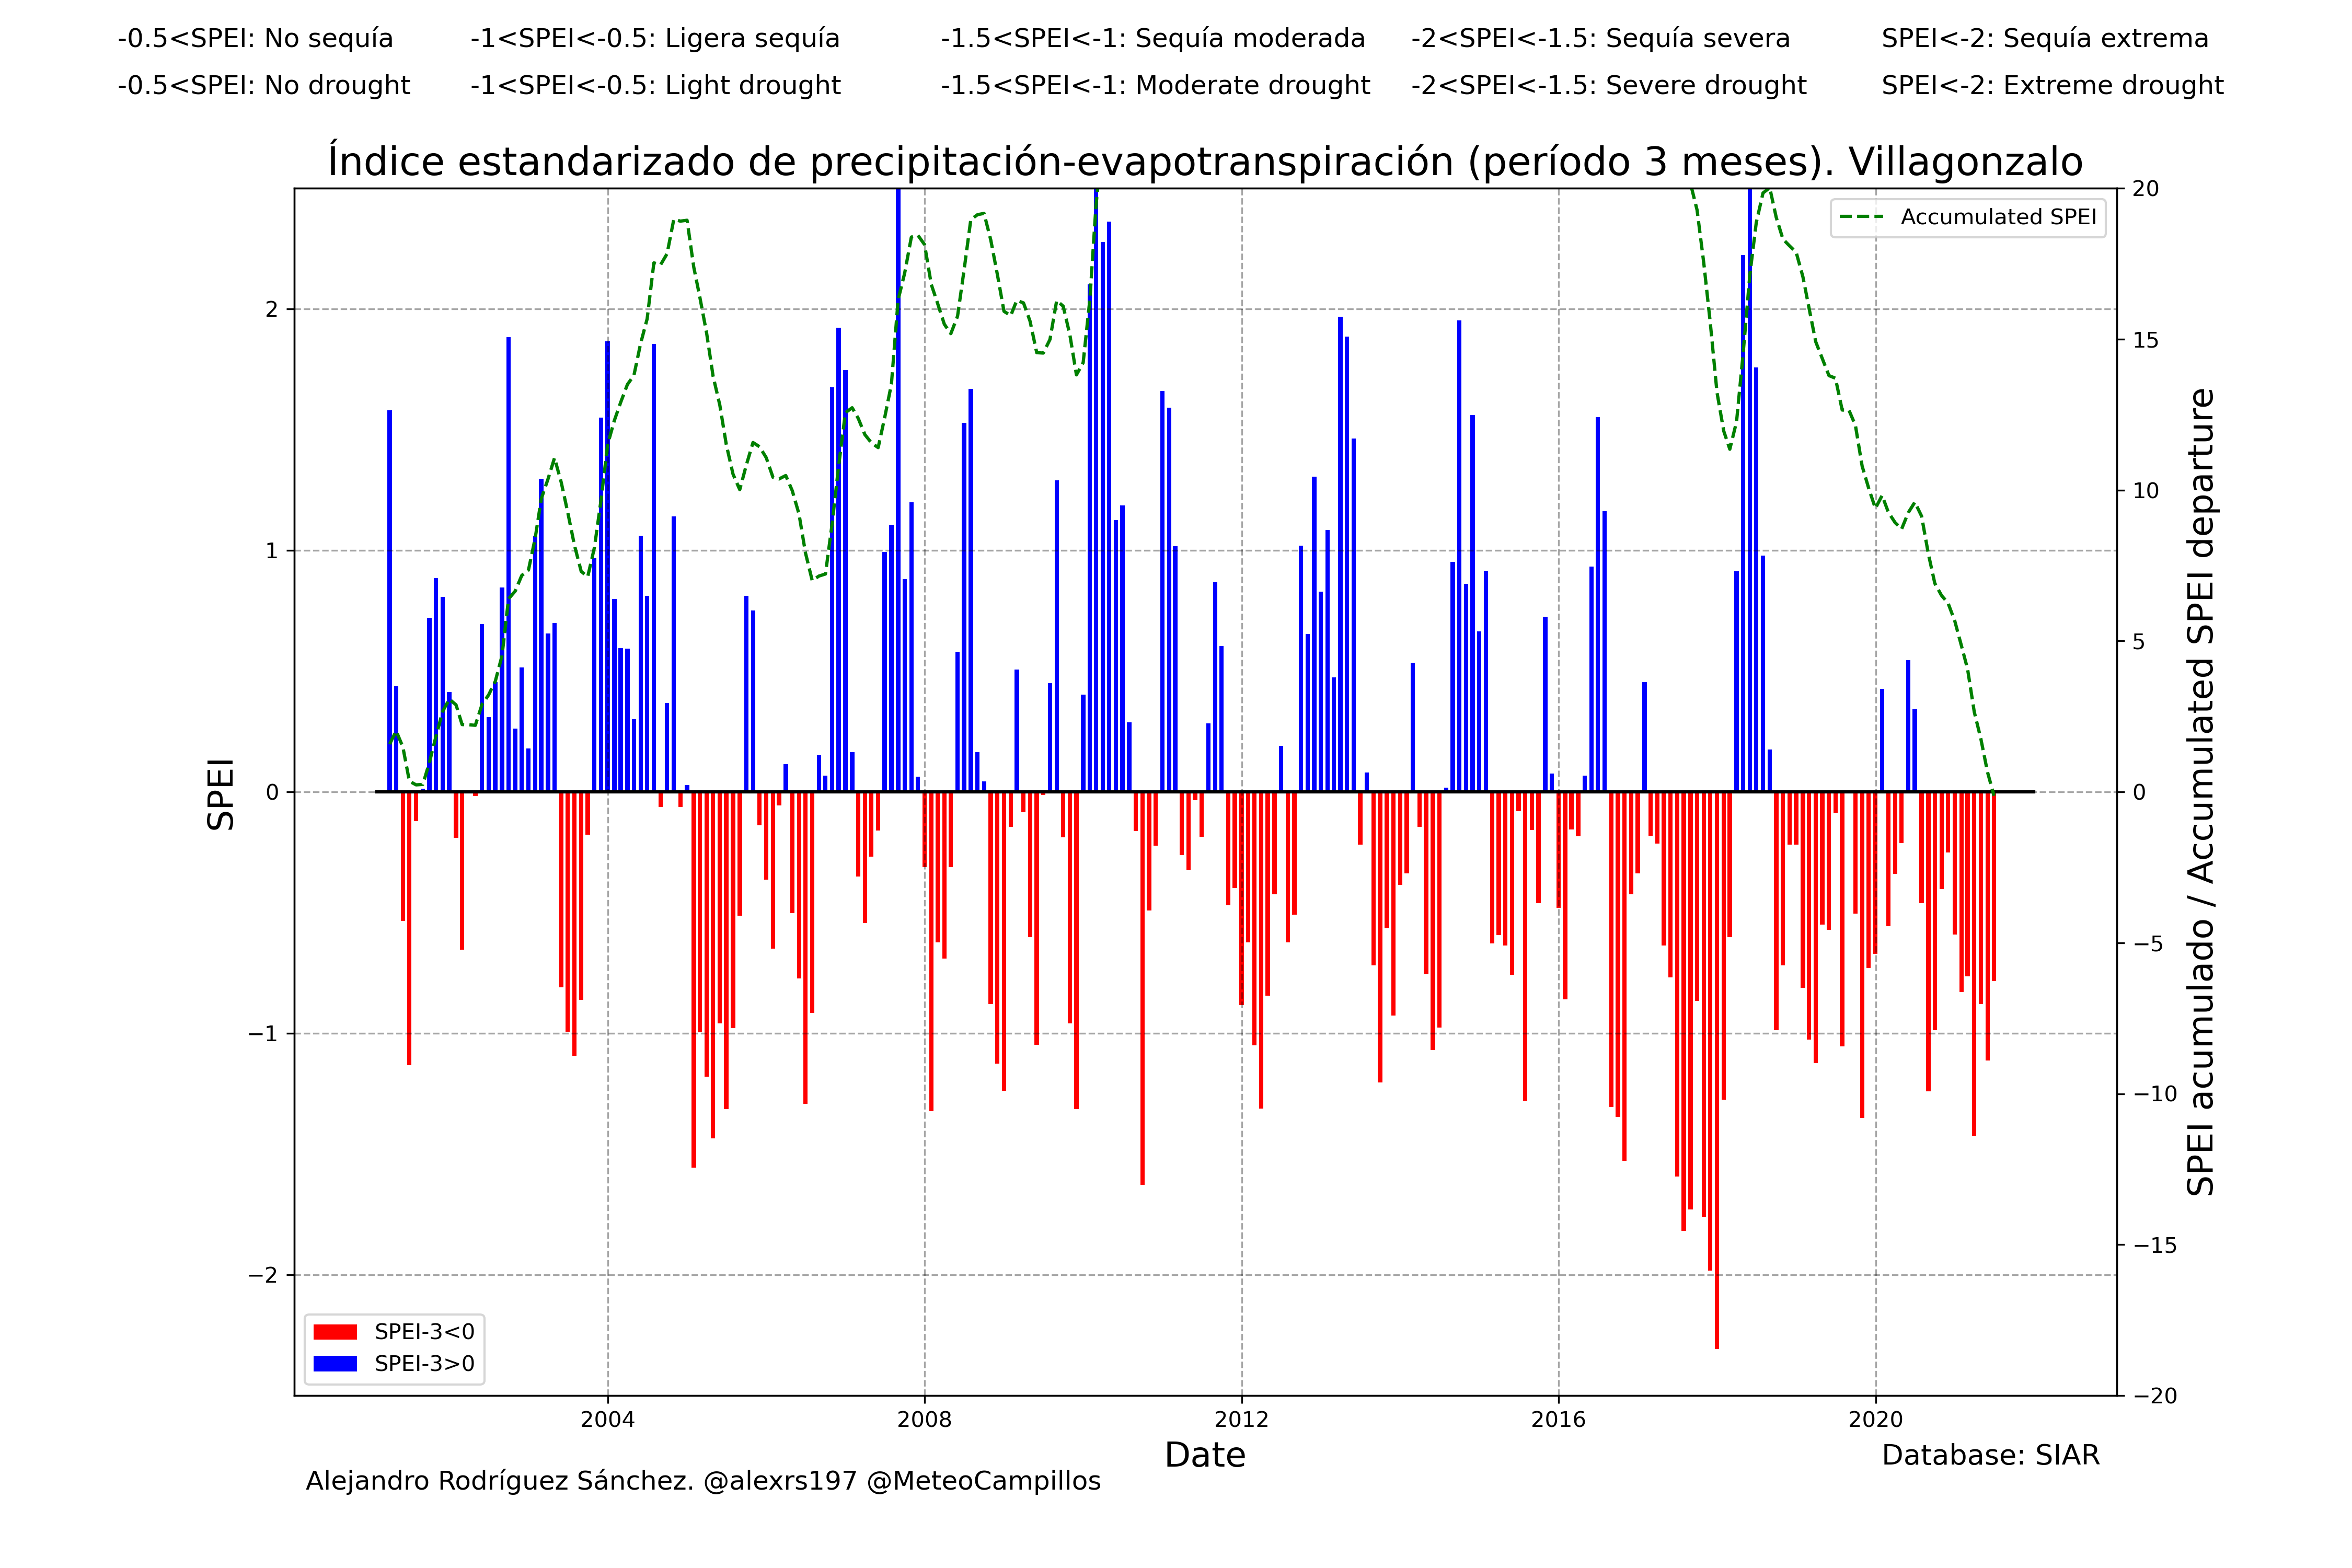 -0.5<SPEI: No sequía -1<SPEI<-0.5: Ligera sequía -1.5<SPEI<-1: Sequía moderada -2<SPEI<-1.5: Sequía severa SPEI<-2: Sequía extrema
-0.5<SPEI: No drought -1<SPEI<-0.5: Light drought -1.5<SPEI<-1: Moderate drought -2<SPEI<-1.5: Severe drought SPEI<-2: Extreme drought
Índice estandarizado de precipitación-evapotranspiración (período 3 meses). Villagonzalo
Accumulated SPEI
SPEI
2
1
0
−1
−2
20
15
10
5
0
−5
−10
−15
−20
SPEI acumulado / Accumulated SPEI departure
SPEI-3<0
SPEI-3>0
2004 2008 2012 2016 2020
Date
Database: SIAR
Alejandro Rodríguez Sánchez. @alexrs197 @MeteoCampillos